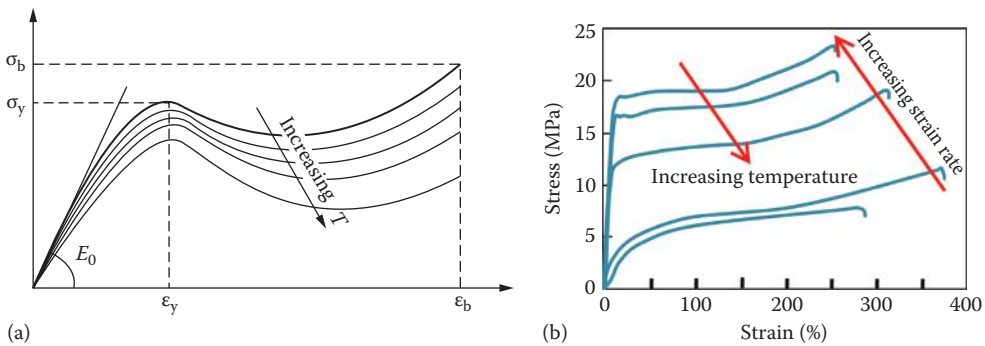 σb
σy
Increasing T
E0
εy
εb
(a)
25
20
15
10
5
0
Stress (MPa)
Increasing temperature
Increasing strain rate
0
100
200
300
400
Strain (%)
(b)